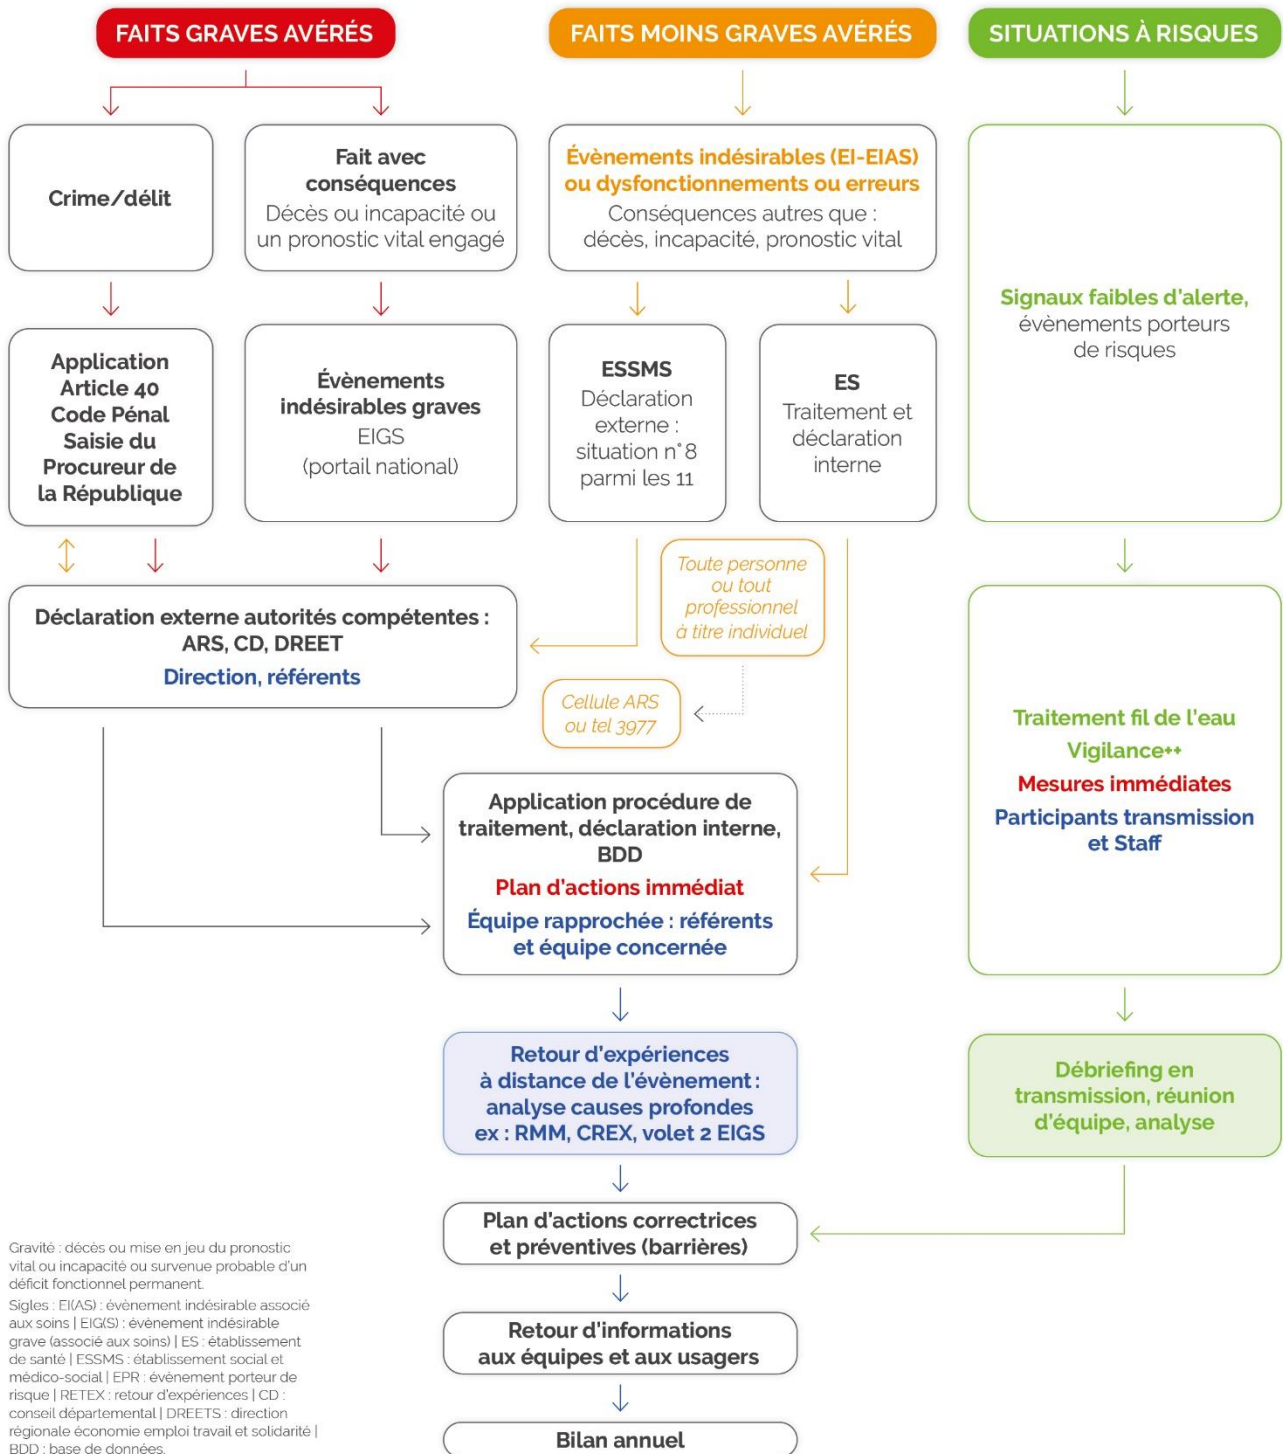 FAITS GRAVES AVÉRÉS
FAITS MOINS GRAVES AVÉRÉS
SITUATIONS À RISQUES
Crime/délit
Fait avec
conséquences
Décès ou incapacité ou
un pronostic vital engagé
Évènements indésirables (EI-EIAS)
ou dysfonctionnements ou erreurs
Conséquences autres que :
décès, incapacité, pronostic vital
Signaux faibles d'alerte,
évènements porteurs
de risques
Application
Article 40
Code Pénal
Saisie du
Procureur de
la République
Évènements
indésirables graves
EIGS
(portail national)
ESSMS
Déclaration
externe :
situation n°8
parmi les 11
ES
Traitement et
déclaration
interne
Toute personne
ou tout
professionnel
à titre individuel
Déclaration externe autorités compétentes :
ARS, CD, DREET
Direction, référents
Cellule ARS
ou tel 3977
Traitement fil de l'eau
Vigilance++
Mesures immédiates
Participants transmission
et Staff
Application procédure de
traitement, déclaration interne,
BDD
Plan d'actions immédiat
Équipe rapprochée : référents
et équipe concernée
Retour d'expériences
à distance de l'évènement :
analyse causes profondes
ex : RMM, CREX, volet 2 EIGS
Débriefing en
transmission, réunion
d'équipe, analyse
Plan d'actions correctrices
et préventives (barrières)
Retour d'informations
aux équipes et aux usagers
Bilan annuel
Gravité : décès ou mise en jeu du pronostic
vital ou incapacité ou survenue probable d'un
déficit fonctionnel permanent.
Sigles : EI(AS) : évènement indésirable associé
aux soins | EIG(S) : évènement indésirable
grave (associé aux soins) | ES : établissement
de santé | ESSMS : établissement social et
médico-social | EPR : évènement porteur de
risque | RETEX : retour d'expériences | CD :
conseil départemental | DREETS : direction
régionale économie emploi travail et solidarité |
BDD : base de données.